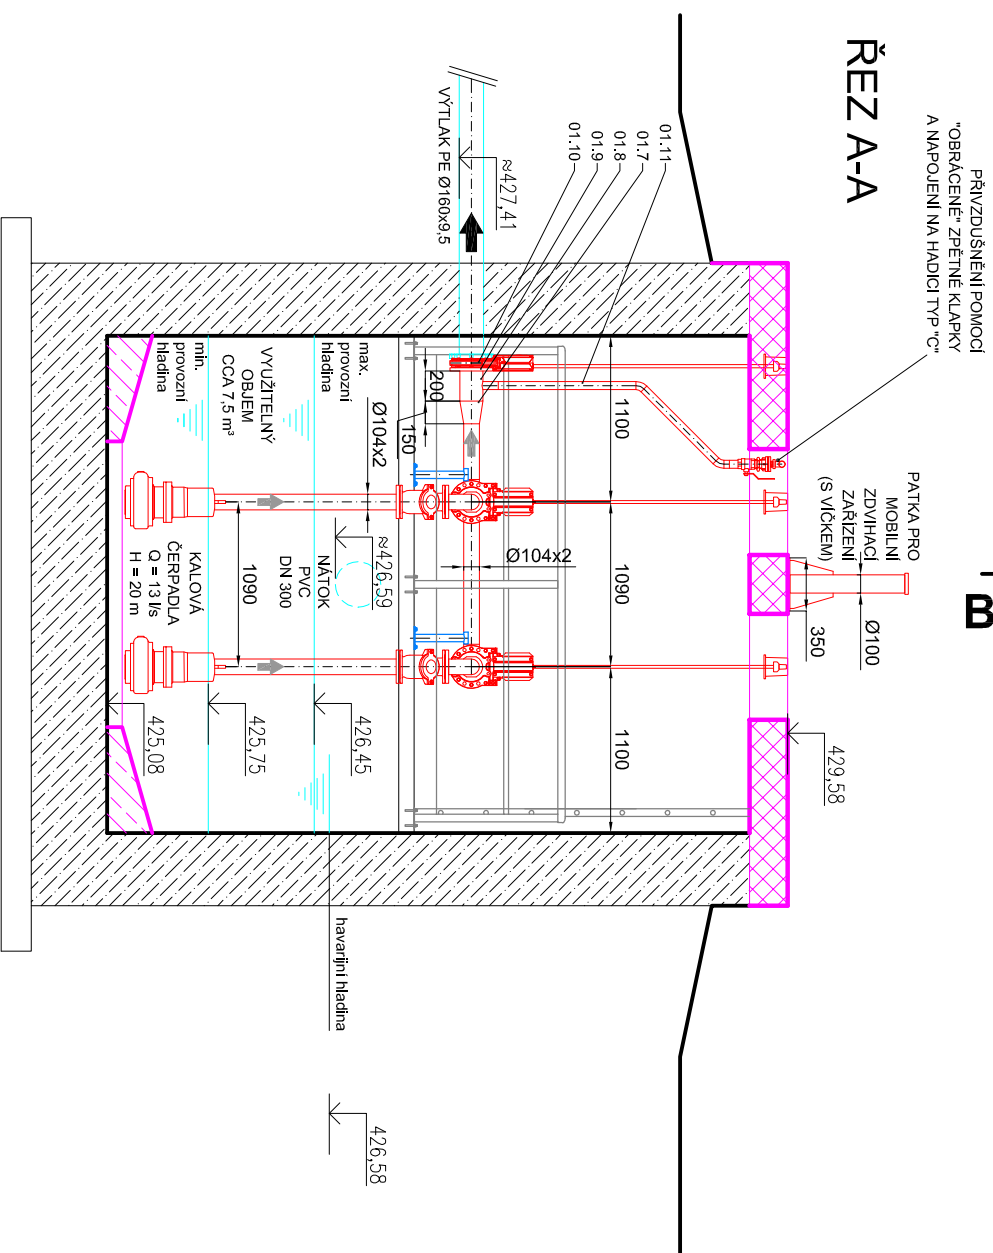 ŘEZ A-A
PŘIVZDUŠNĚNÍ POMOCÍ
"OBRÁCENÉ" ZPĚTNÉ KLAPKY
A NAPOJENÍ NA HADICI TYP "C"
PATKA PRO
MOBILNÍ
ZDVIHACÍ
ZAŘÍZENÍ
(S VÍČKEM)
B
Ø100
350
429,58
01.11
01.7
01.8
01.9
01.10
≈427,41
VÝTLAK PE Ø160x9,5
1100
1090
1100
200
150
Ø104x2
Ø104x2
max.
provozní
hladina
VYUŽITELNÝ
OBJEM
CCA 7,5 m³
min.
provozní
hladina
≈426,59
NÁTOK
PVC
DN 300
1090
KALOVÁ
ČERPADLA
Q = 13 l/s
H = 20 m
426,45
425,75
425,08
havarijní hladina
426,58